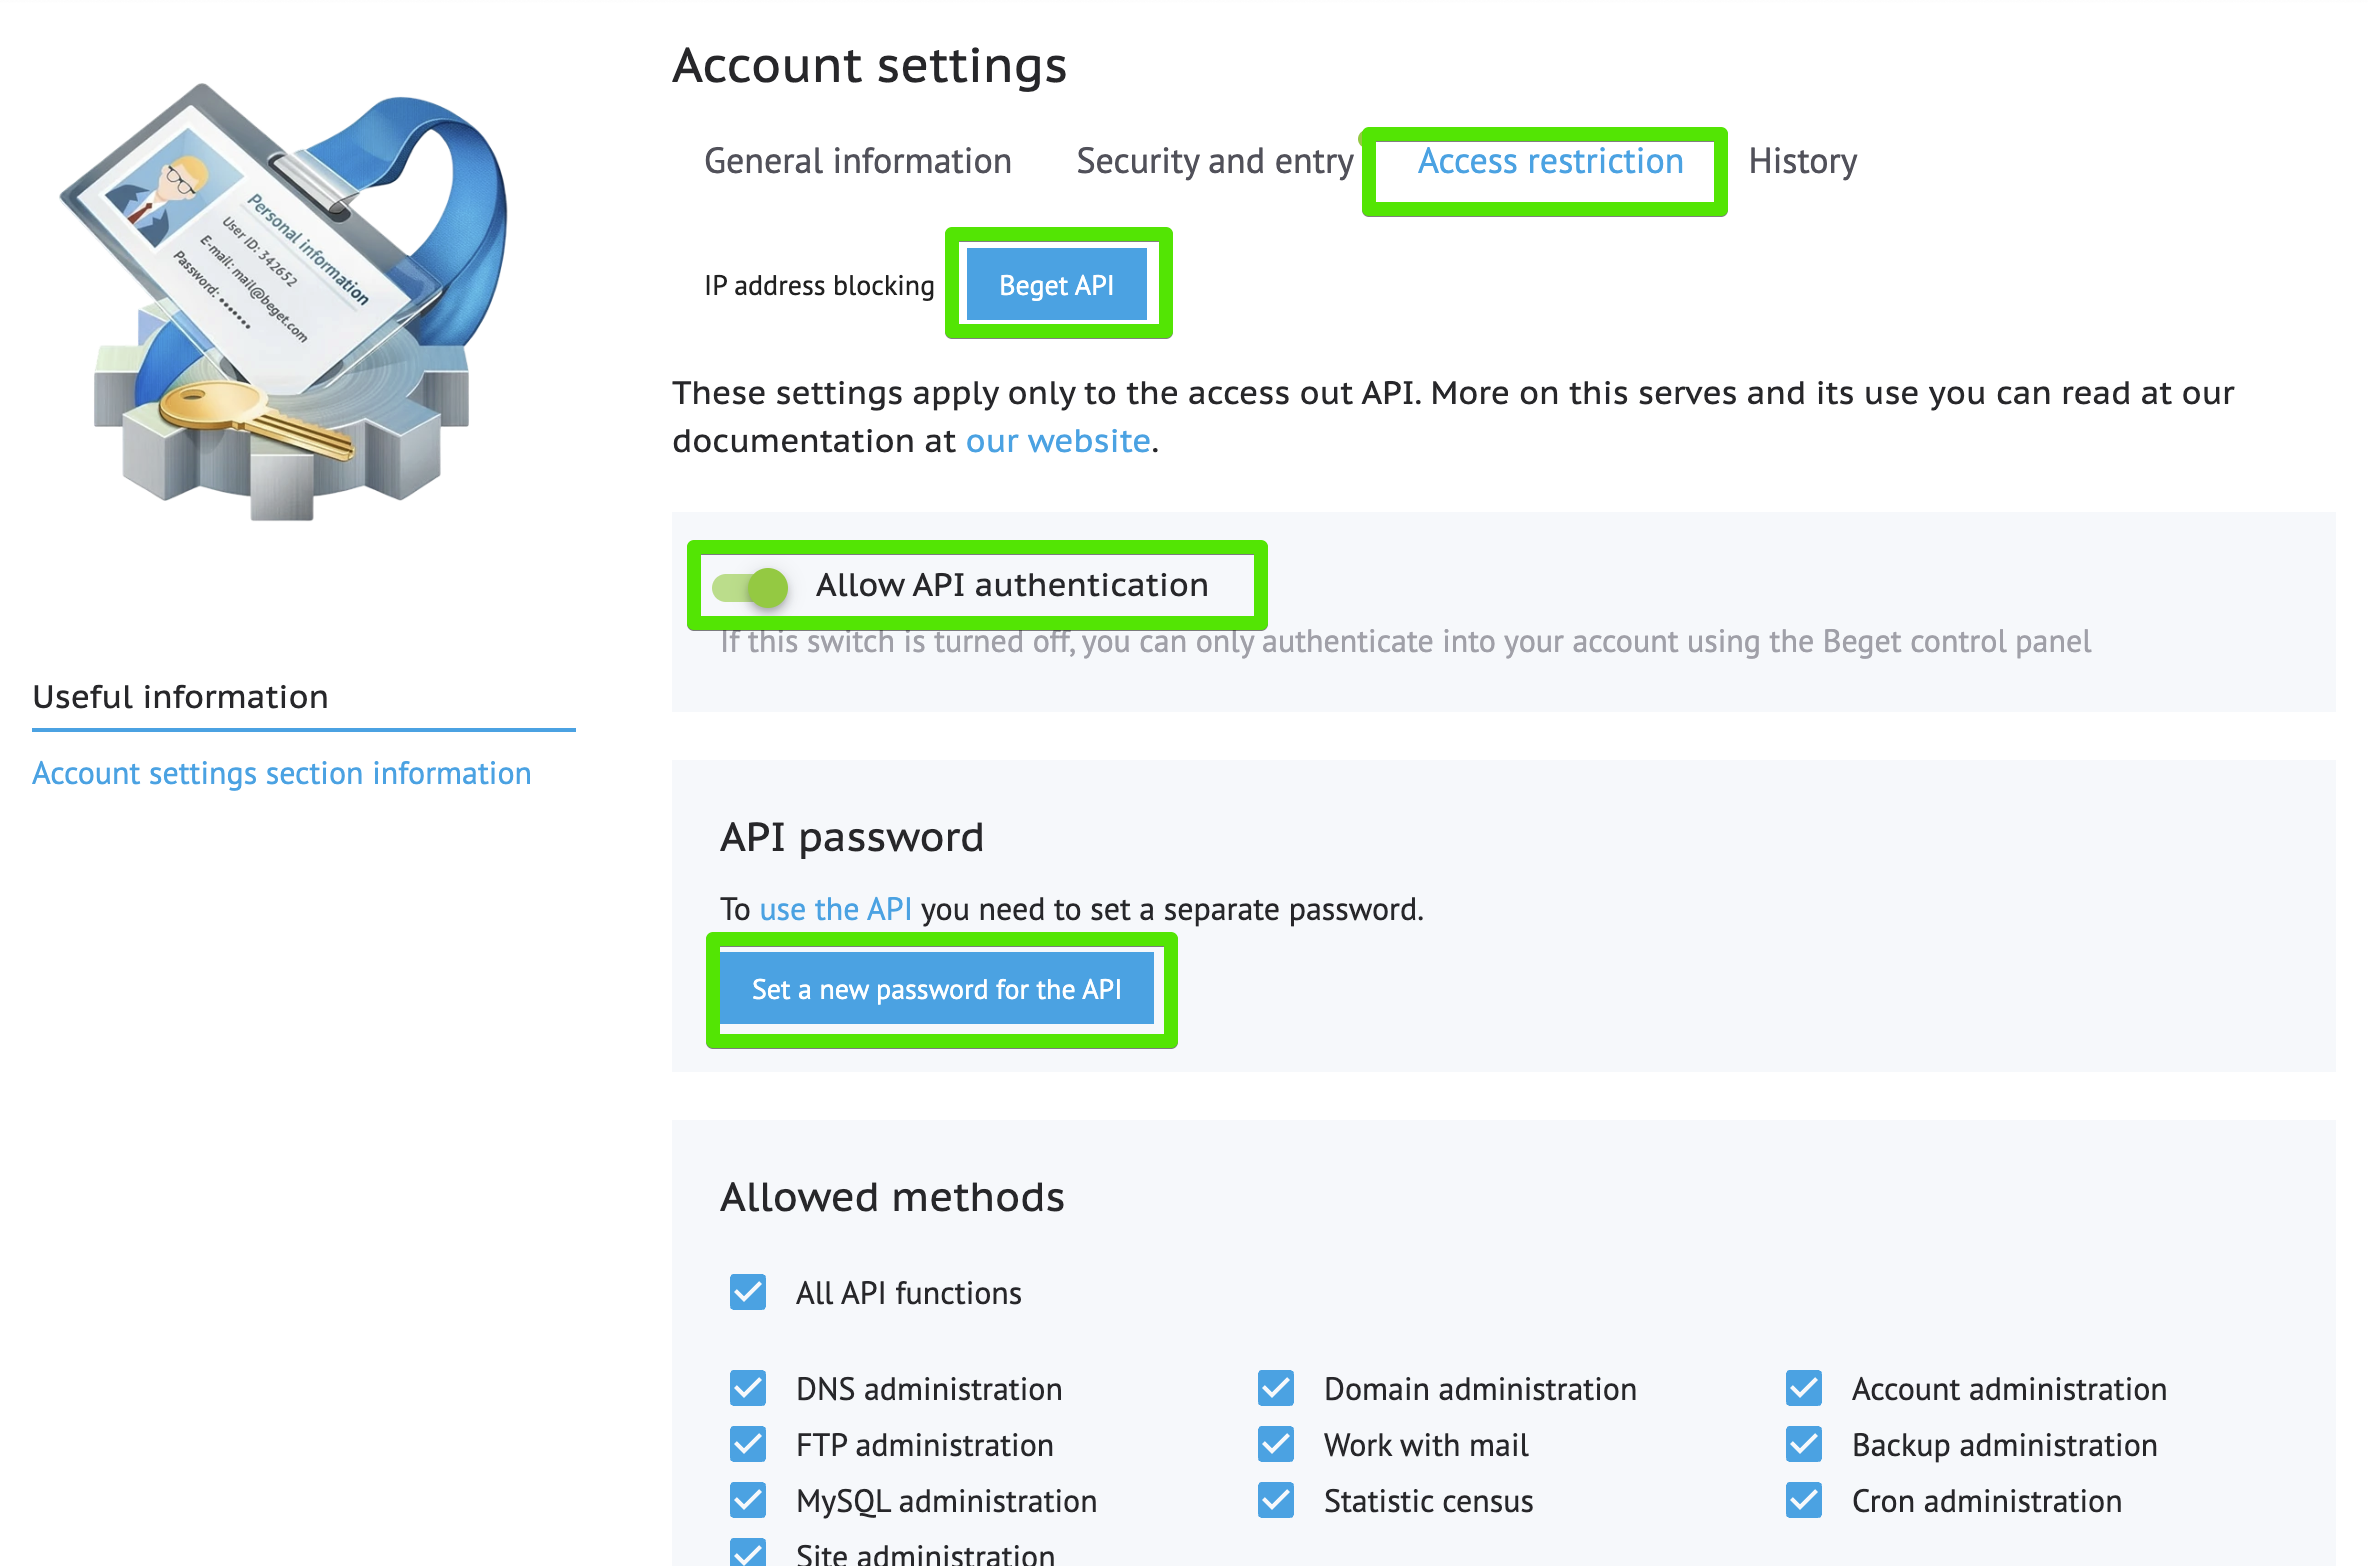 Account settings
General information Security and entry Access restriction History
IP address blocking Beget API
These settings apply only to the access out API. More on this serves and its use you can read at our
documentation at our website.
Allow API authentication
If this switch is turned off, you can only authenticate into your account using the Beget control panel
API password
To use the API you need to set a separate password.
Set a new password for the API
Allowed methods
All API functions
DNS administration Domain administration Account administration
FTP administration Work with mail Backup administration
MySQL administration Statistic census Cron administration
Site administration
Personal information
User ID: 342652
E-mail: mail@beget.com
Password: ••••••••
Useful information
Account settings section information